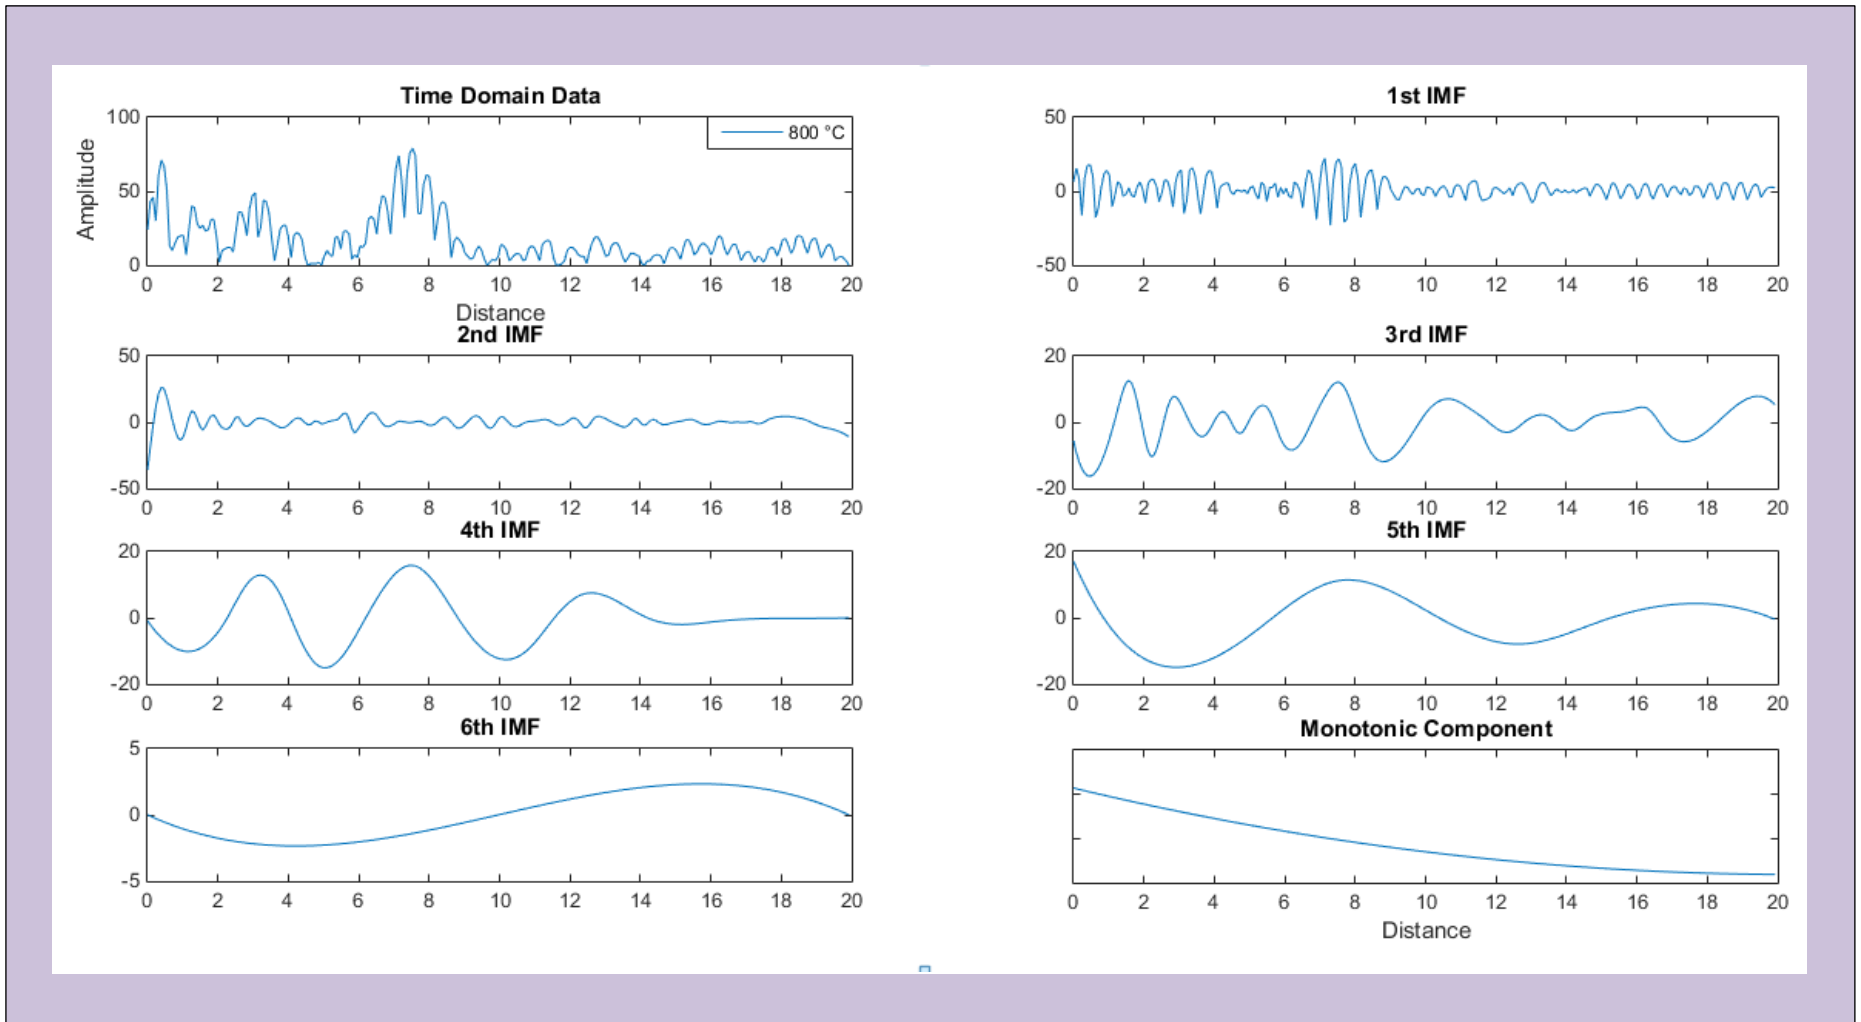 Time Domain Data
100
50
0
Amplitude
800 °C
0 2 4 6 8 10 12 14 16 18 20
Distance
1st IMF
50
0
-50
0 2 4 6 8 10 12 14 16 18 20
2nd IMF
50
0
-50
0 2 4 6 8 10 12 14 16 18 20
3rd IMF
20
0
-20
0 2 4 6 8 10 12 14 16 18 20
4th IMF
20
0
-20
0 2 4 6 8 10 12 14 16 18 20
5th IMF
20
0
-20
0 2 4 6 8 10 12 14 16 18 20
6th IMF
5
0
-5
0 2 4 6 8 10 12 14 16 18 20
Monotonic Component
0 2 4 6 8 10 12 14 16 18 20
Distance